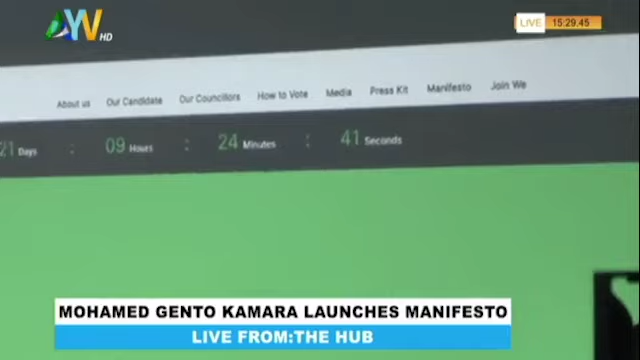 AYV HD
LIVE 15:29.45
About us Our Candidate Our Councillors How to Vote Media Press Kit Manifesto Join We
21 Days : 09 Hours : 24 Minutes : 41 Seconds
MOHAMED GENTO KAMARA LAUNCHES MANIFESTO
LIVE FROM:THE HUB